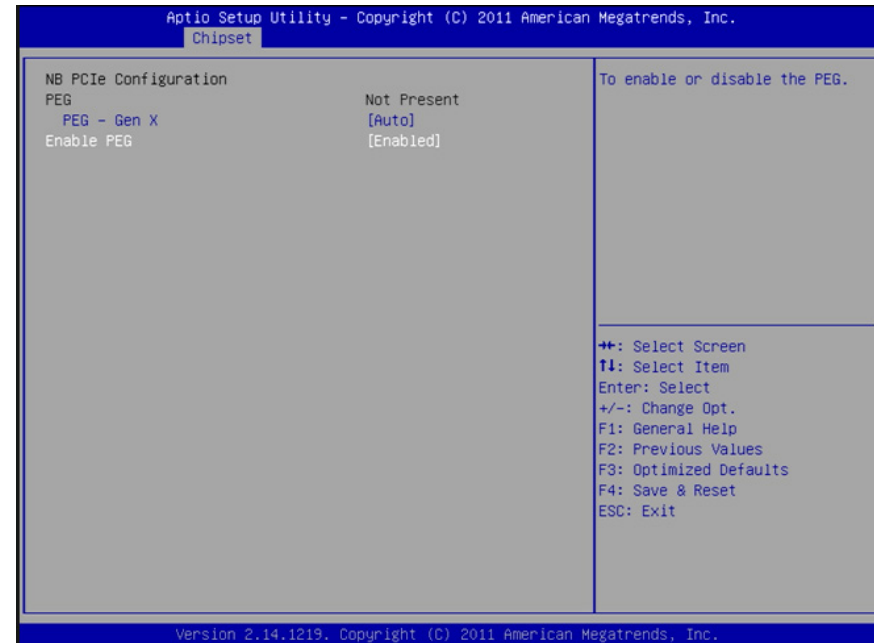 Aptio Setup Utility – Copyright (C) 2011 American Megatrends, Inc.
Chipset
NB PCIe Configuration
PEG Not Present
PEG – Gen X [Auto]
Enable PEG [Enabled]
To enable or disable the PEG.
→←: Select Screen
↑↓: Select Item
Enter: Select
+/-: Change Opt.
F1: General Help
F2: Previous Values
F3: Optimized Defaults
F4: Save & Reset
ESC: Exit
Version 2.14.1219. Copyright (C) 2011 American Megatrends, Inc.